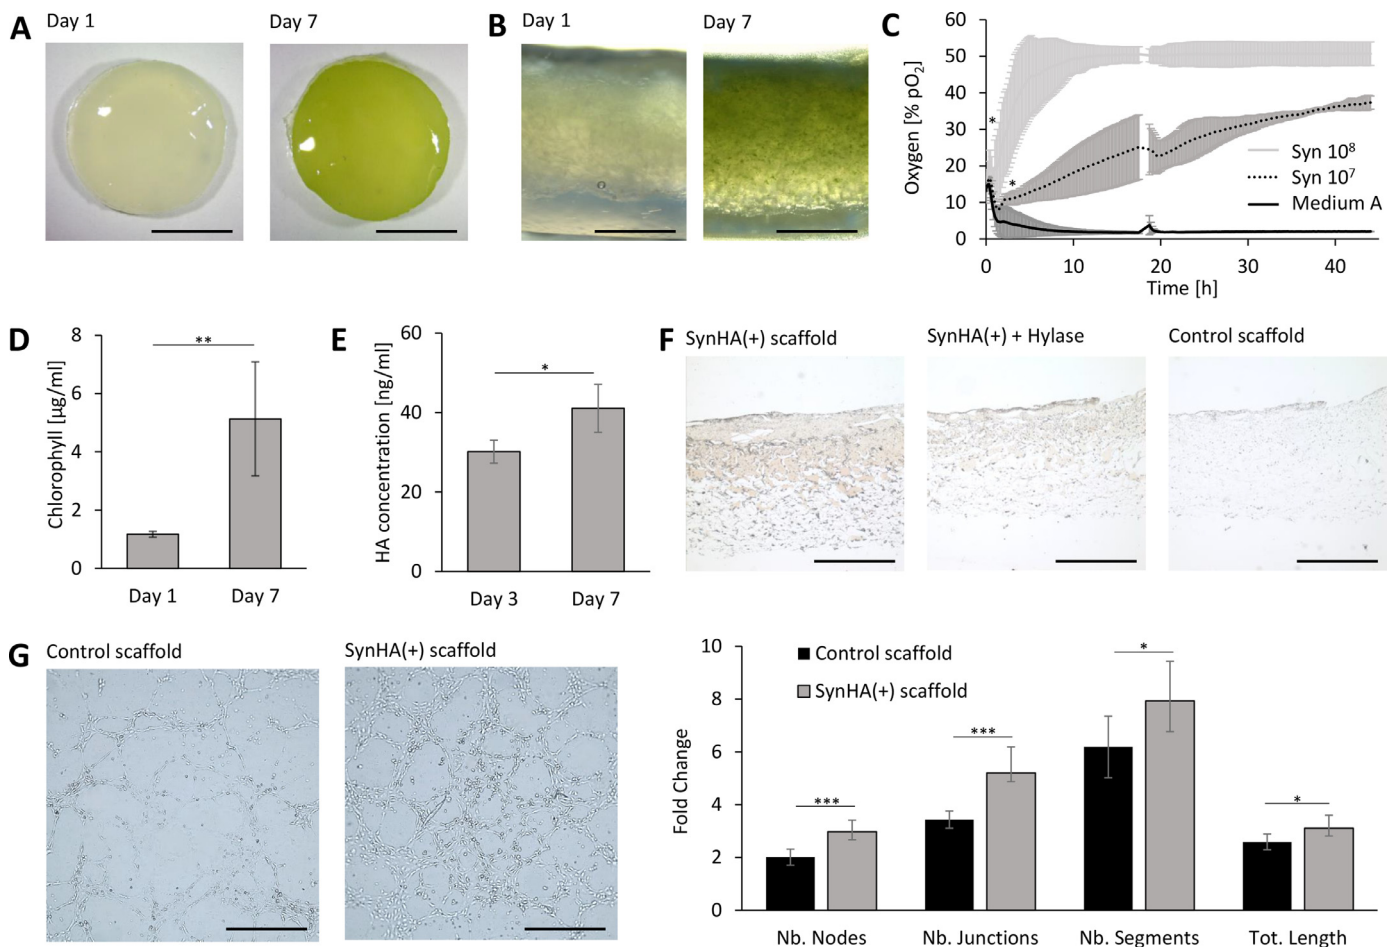 A
Day 1
Day 7
B
Day 1
Day 7
C
Oxygen [% pO₂]
60
50
40
30
20
10
0
*
*
Syn 10⁸
Syn 10⁷
Medium A
0
10
20
30
40
Time [h]
D
Chlorophyll [µg/ml]
8
6
4
2
0
**
Day 1
Day 7
E
HA concentration [ng/ml]
60
40
20
0
*
Day 3
Day 7
F
SynHA(+) scaffold
SynHA(+) + Hylase
Control scaffold
G
Control scaffold
SynHA(+) scaffold
Fold Change
10
8
6
4
2
0
Control scaffold
SynHA(+) scaffold
***
***
*
*
Nb. Nodes
Nb. Junctions
Nb. Segments
Tot. Length